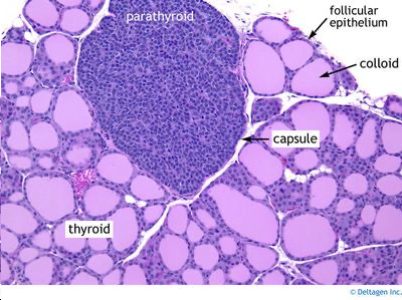 parathyroid
follicular
epithelium
colloid
capsule
thyroid
© Deltagen Inc.